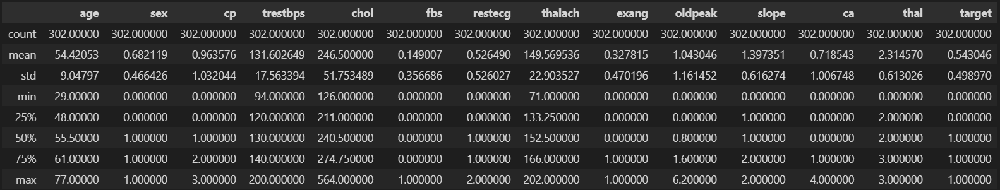 age sex cp trestbps chol fbs restecg thalach exang oldpeak slope ca thal target
count 302.00000 302.000000 302.000000 302.000000 302.000000 302.000000 302.000000 302.000000 302.000000 302.000000 302.000000 302.000000 302.000000 302.000000
mean 54.42053 0.682119 0.963576 131.602649 246.500000 0.149007 0.526490 149.569536 0.327815 1.043046 1.397351 0.718543 2.314570 0.543046
std 9.04797 0.466426 1.032044 17.563394 51.753489 0.356686 0.526027 22.903527 0.470196 1.161452 0.616274 1.006748 0.613026 0.498970
min 29.00000 0.000000 0.000000 94.000000 126.000000 0.000000 0.000000 71.000000 0.000000 0.000000 0.000000 0.000000 0.000000 0.000000
25% 48.00000 0.000000 0.000000 120.000000 211.000000 0.000000 0.000000 133.250000 0.000000 0.000000 1.000000 0.000000 2.000000 0.000000
50% 55.50000 1.000000 1.000000 130.000000 240.500000 0.000000 1.000000 152.500000 0.000000 0.800000 1.000000 0.000000 2.000000 1.000000
75% 61.00000 1.000000 2.000000 140.000000 274.750000 0.000000 1.000000 166.000000 1.000000 1.600000 2.000000 1.000000 3.000000 1.000000
max 77.00000 1.000000 3.000000 200.000000 564.000000 1.000000 2.000000 202.000000 1.000000 6.200000 2.000000 4.000000 3.000000 1.000000